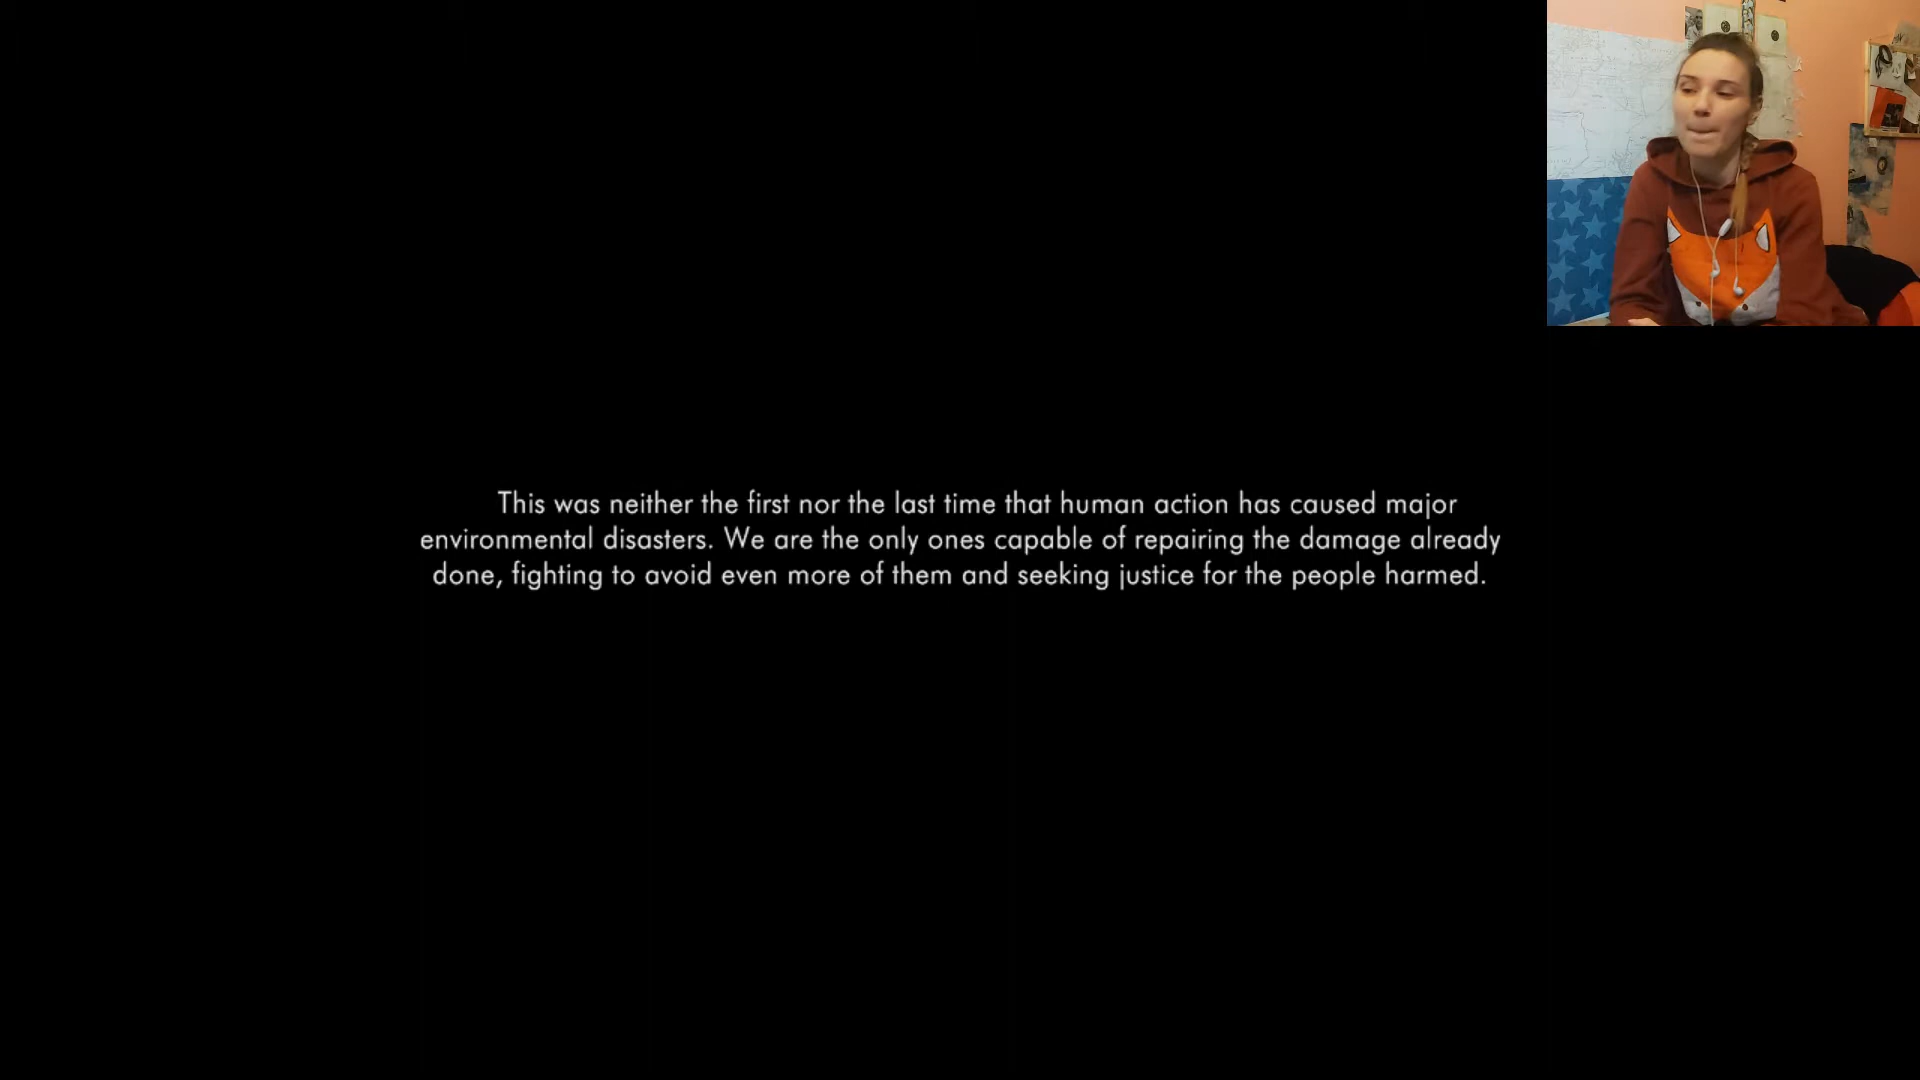 This was neither the first nor the last time that human action has caused major
environmental disasters. We are the only ones capable of repairing the damage already
done, fighting to avoid even more of them and seeking justice for the people harmed.